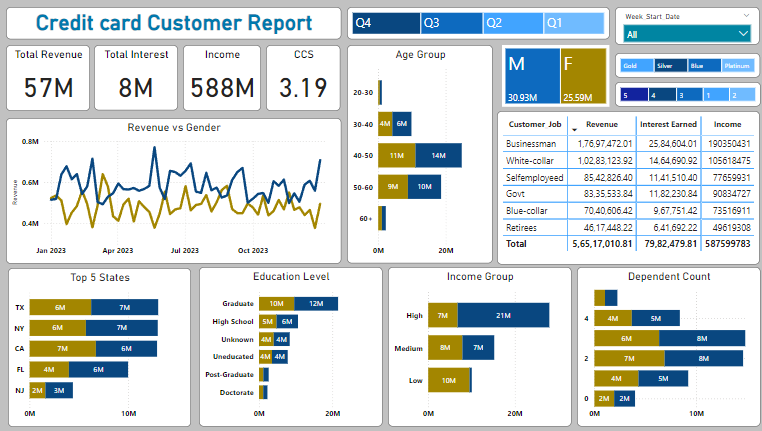 Credit card Customer Report
Q4 Q3 Q2 Q1
Week_Start_Date
All
Total Revenue
57M
Total Interest
8M
Income
588M
CCS
3.19
Age Group
20-30
30-40 4M 6M
40-50 11M 14M
50-60 9M 10M
60+
0M 20M
M
30.93M
F
25.59M
Gold Silver Blue Platinum
5 4 3 1 2
Revenue vs Gender
Revenue
0.8M
0.6M
0.4M
Jan 2023 Apr 2023 Jul 2023 Oct 2023
Customer Job Revenue Interest Earned Income
Businessman 1,76,97,472.01 25,84,604.01 190350431
White-collar 1,02,83,123.92 14,64,690.92 105618475
Selfemployeed 85,42,826.40 11,41,510.40 77659931
Govt 83,35,533.84 11,82,230.84 90834727
Blue-collar 70,40,606.42 9,67,751.42 73516911
Retirees 46,17,448.22 6,41,692.22 49619308
Total 5,65,17,010.81 79,82,479.81 587599783
Top 5 States
TX 6M 7M
NY 6M 7M
CA 7M 6M
FL 4M 6M
NJ 2M 3M
0M 10M
Education Level
Graduate 10M 12M
High School 5M 6M
Unknown 4M 4M
Uneducated 4M 4M
Post-Graduate
Doctorate
0M 20M
Income Group
High 7M 21M
Medium 8M 7M
Low 10M
0M 20M
Dependent Count
4 4M 5M
6M 8M
2 7M 8M
4M 5M
0 2M 2M
0M 10M